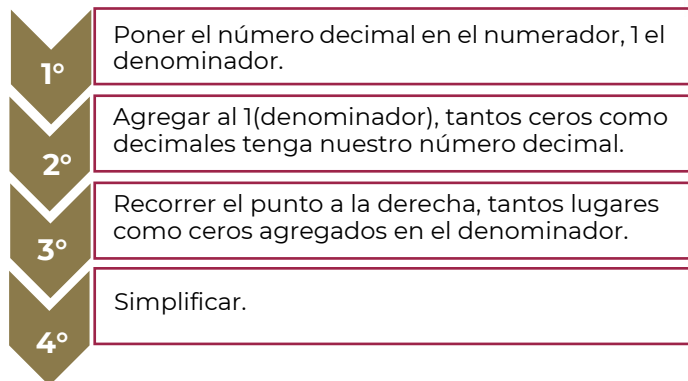 1°
Poner el número decimal en el numerador, 1 el
denominador.
2°
Agregar al 1(denominador), tantos ceros como
decimales tenga nuestro número decimal.
3°
Recorrer el punto a la derecha, tantos lugares
como ceros agregados en el denominador.
4°
Simplificar.